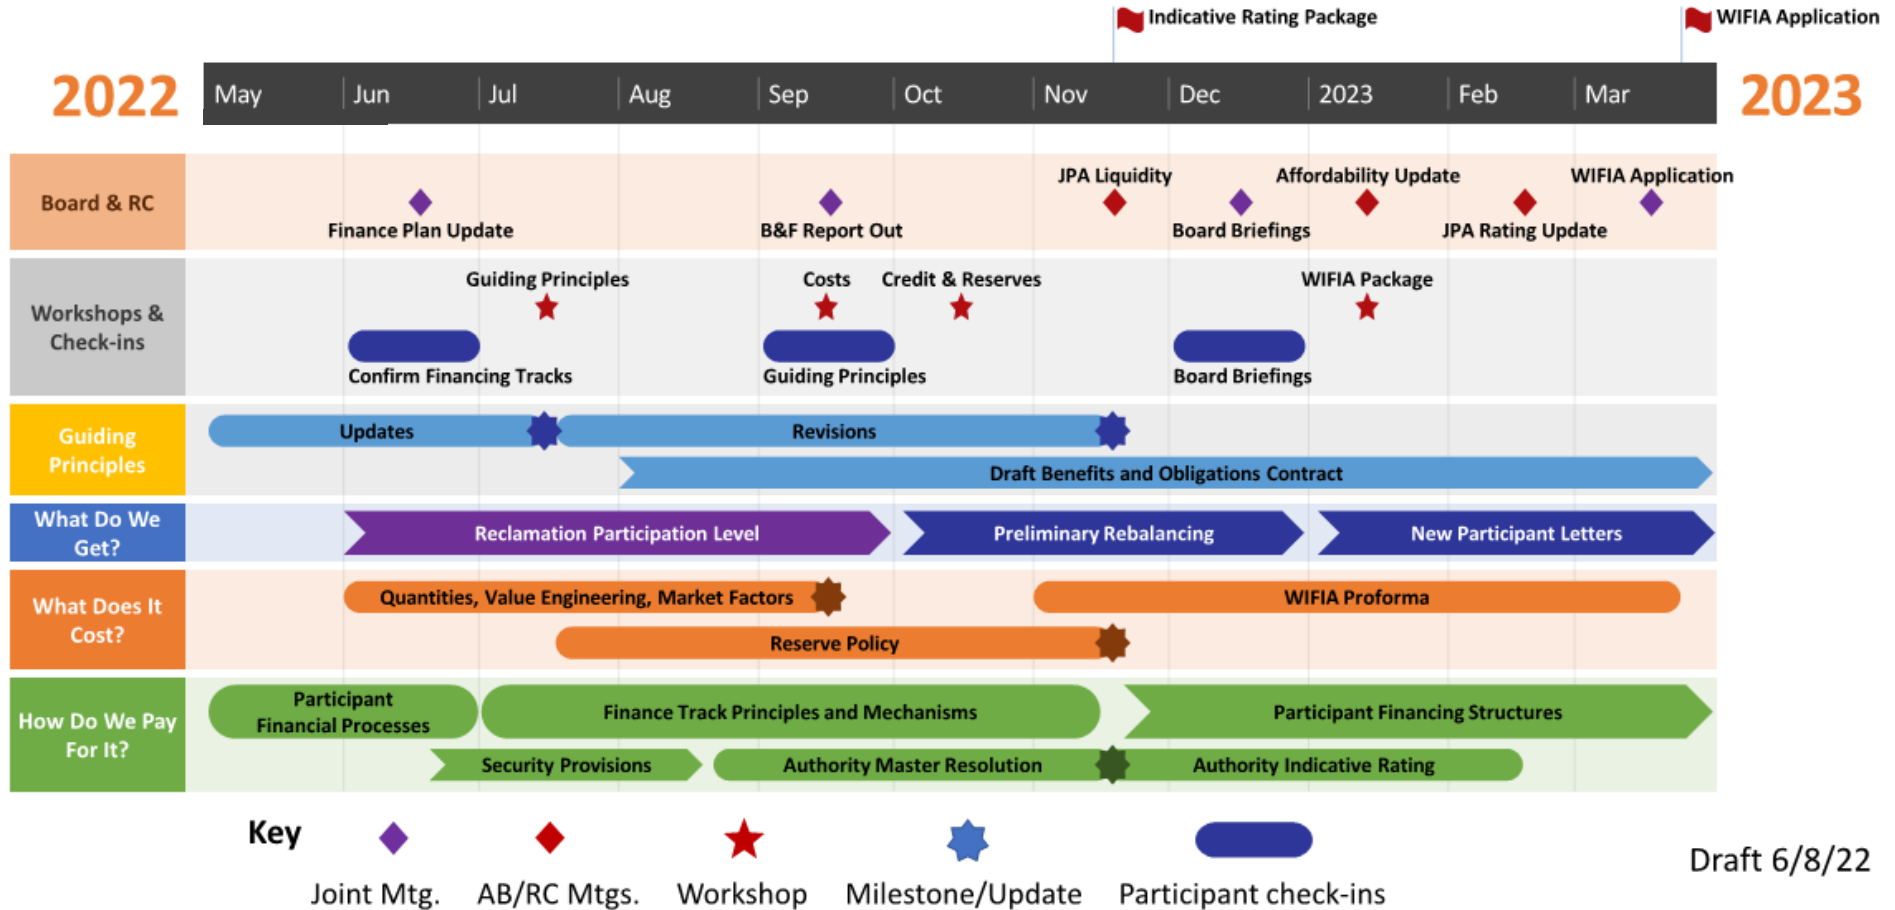 Indicative Rating Package
WIFIA Application
2022
May
Jun
Jul
Aug
Sep
Oct
Nov
Dec
2023
Feb
Mar
2023
Board & RC
Finance Plan Update
B&F Report Out
JPA Liquidity
Board Briefings
Affordability Update
JPA Rating Update
WIFIA Application
Workshops &
Check-ins
Guiding Principles
Costs
Credit & Reserves
WIFIA Package
Confirm Financing Tracks
Guiding Principles
Board Briefings
Guiding
Principles
Updates
Revisions
Draft Benefits and Obligations Contract
What Do We
Get?
Reclamation Participation Level
Preliminary Rebalancing
New Participant Letters
What Does It
Cost?
Quantities, Value Engineering, Market Factors
WIFIA Proforma
Reserve Policy
How Do We Pay
For It?
Participant
Financial Processes
Finance Track Principles and Mechanisms
Participant Financing Structures
Security Provisions
Authority Master Resolution
Authority Indicative Rating
Key
Joint Mtg.
AB/RC Mtgs.
Workshop
Milestone/Update
Participant check-ins
Draft 6/8/22